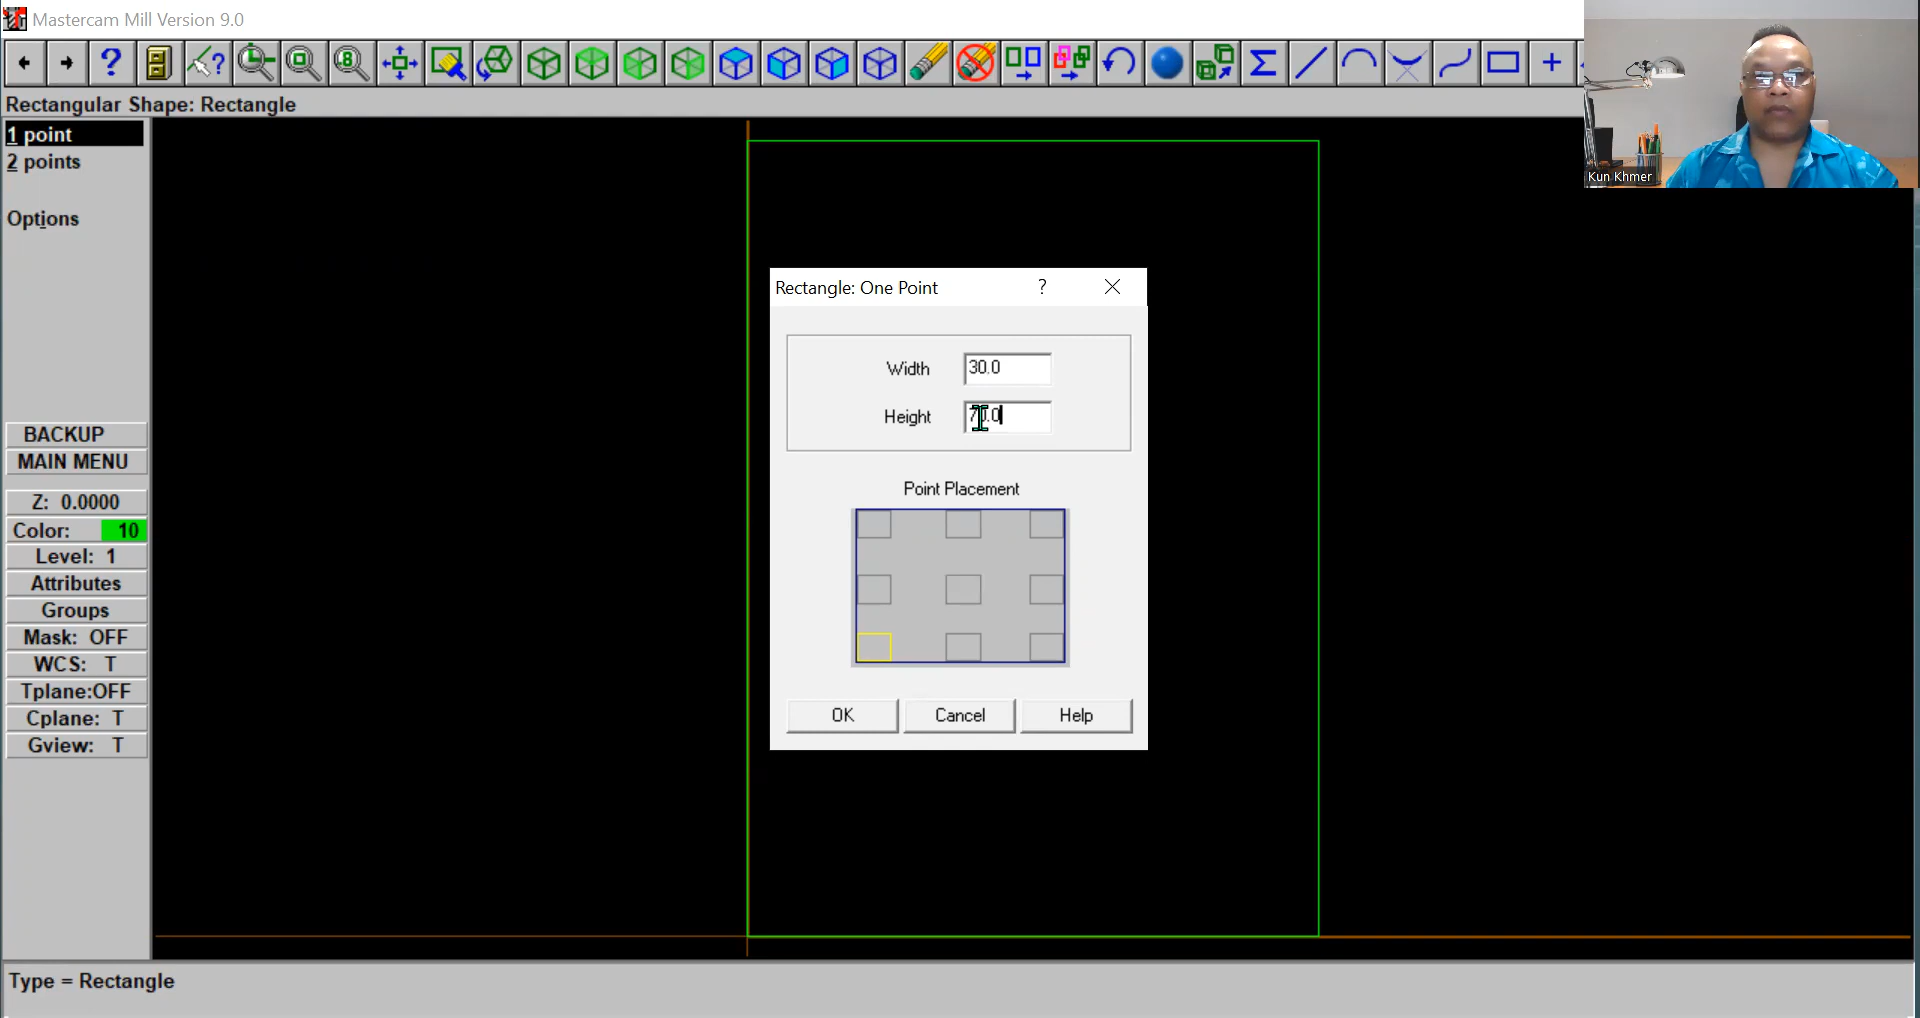 Mastercam Mill Version 9.0
Rectangular Shape: Rectangle
1 point
2 points
Options
BACKUP
MAIN MENU
Z: 0.0000
Color: 10
Level: 1
Attributes
Groups
Mask: OFF
WCS: T
Tplane:OFF
Cplane: T
Gview: T
Rectangle: One Point
Width 30.0
Height 70.0
Point Placement
OK Cancel Help
Kun Khmer
Type = Rectangle